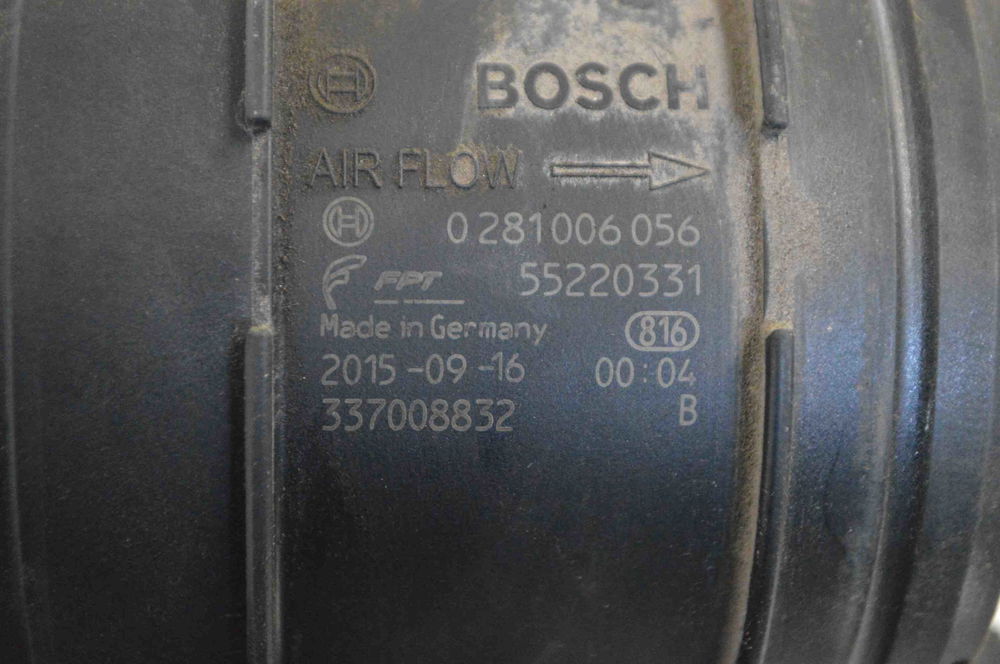 BOSCH
AIR FLOW
0 281 006 056
FPT 55220331
Made in Germany 816
2015-09-16 00:04
337008832 B